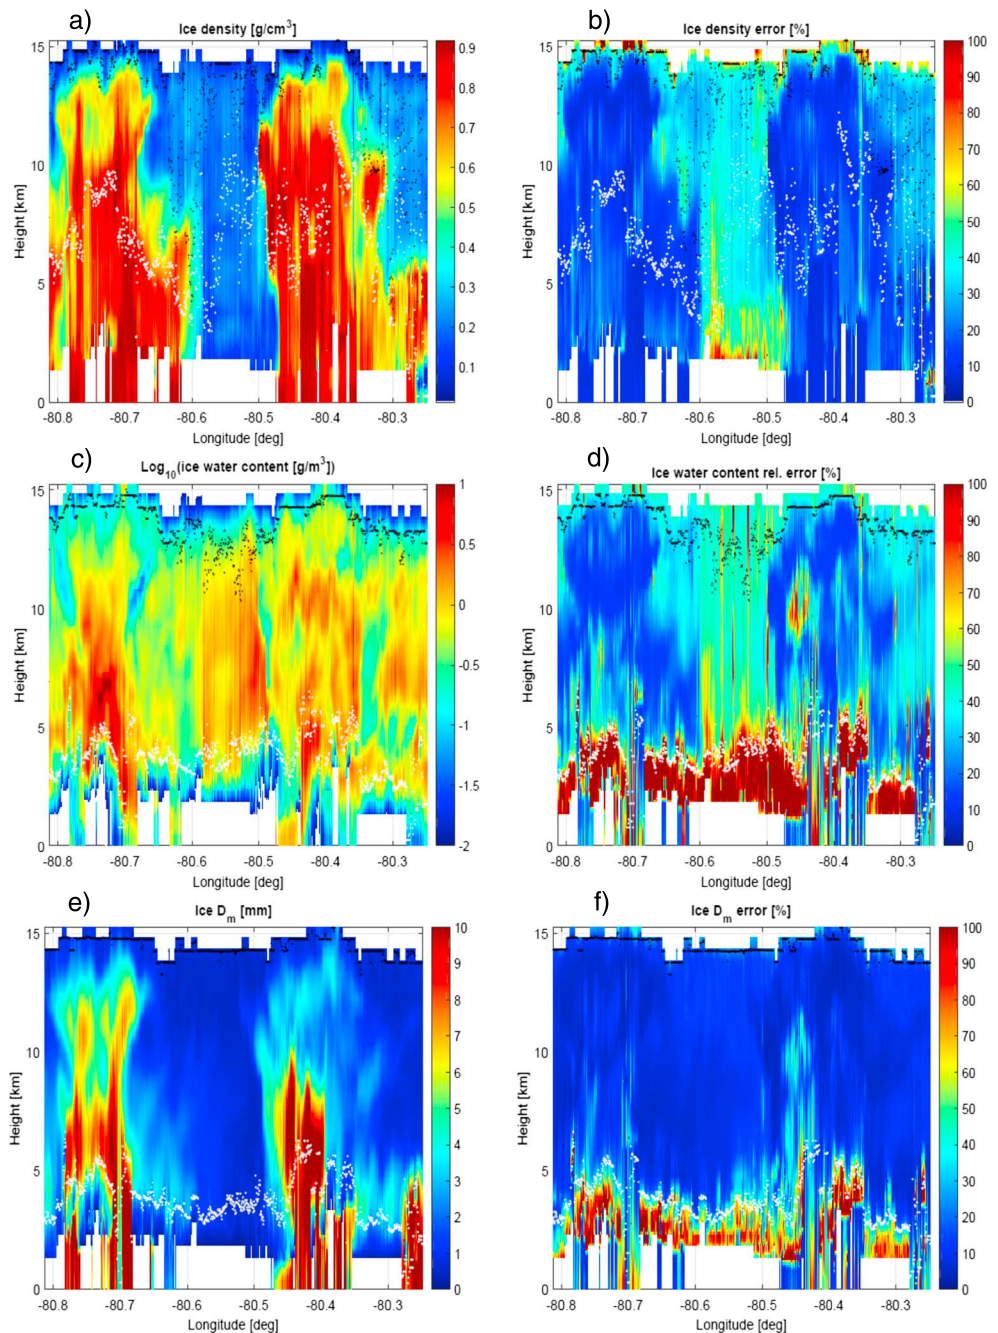 a)
Ice density [g/cm³]
15
10
5
0
Height [km]
-80.8 -80.7 -80.6 -80.5 -80.4 -80.3
Longitude [deg]
0.9
0.8
0.7
0.6
0.5
0.4
0.3
0.2
0.1
b)
Ice density error [%]
15
10
5
0
Height [km]
-80.8 -80.7 -80.6 -80.5 -80.4 -80.3
Longitude [deg]
100
90
80
70
60
50
40
30
20
10
0
c)
Log₁₀(ice water content [g/m³])
15
10
5
0
Height [km]
-80.8 -80.7 -80.6 -80.5 -80.4 -80.3
Longitude [deg]
1
0.5
0
-0.5
-1
-1.5
-2
d)
Ice water content rel. error [%]
15
10
5
0
Height [km]
-80.8 -80.7 -80.6 -80.5 -80.4 -80.3
Longitude [deg]
100
90
80
70
60
50
40
30
20
10
0
e)
Ice Dₘ [mm]
15
10
5
0
Height [km]
-80.8 -80.7 -80.6 -80.5 -80.4 -80.3
Longitude [deg]
10
9
8
7
6
5
4
3
2
1
0
f)
Ice Dₘ error [%]
15
10
5
0
Height [km]
-80.8 -80.7 -80.6 -80.5 -80.4 -80.3
Longitude [deg]
100
90
80
70
60
50
40
30
20
10
0